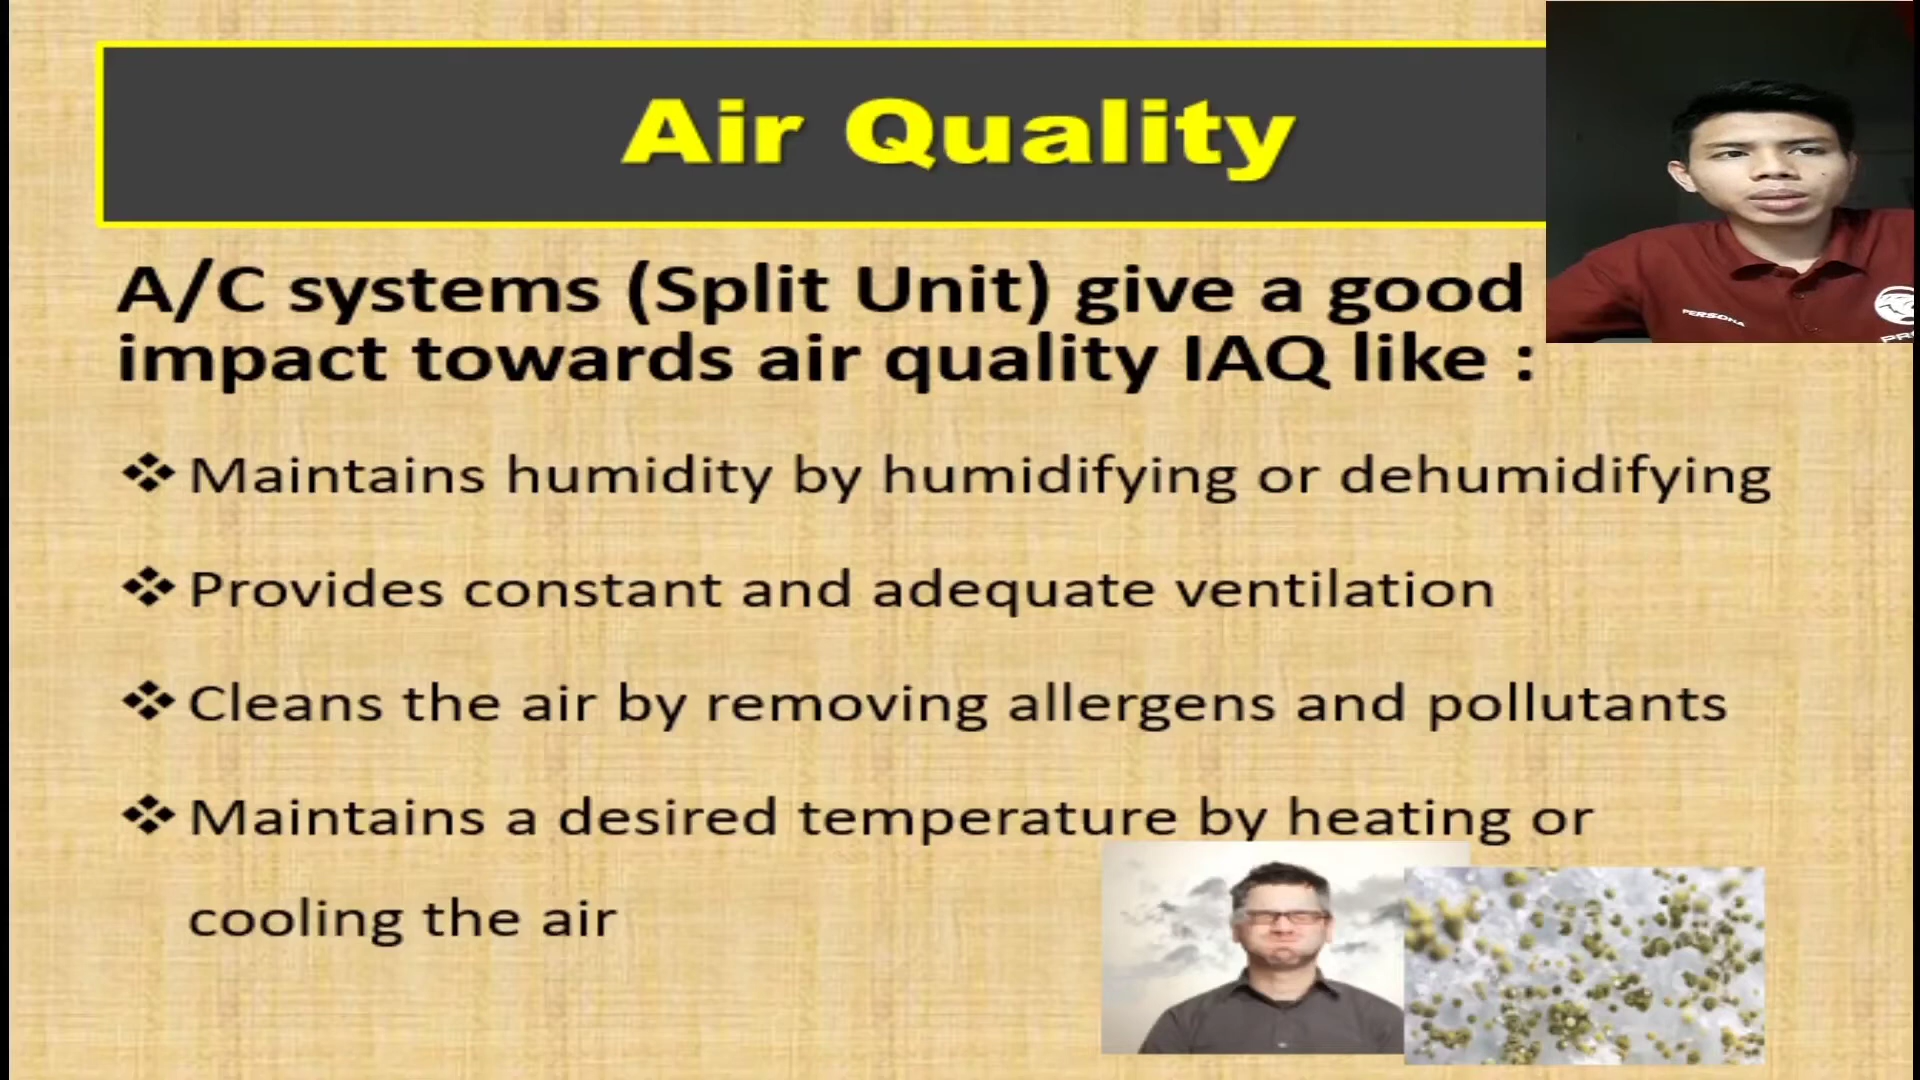 Air Quality
A/C systems (Split Unit) give a good
impact towards air quality IAQ like :
❖ Maintains humidity by humidifying or dehumidifying
❖ Provides constant and adequate ventilation
❖ Cleans the air by removing allergens and pollutants
❖ Maintains a desired temperature by heating or
cooling the air
PERSONA